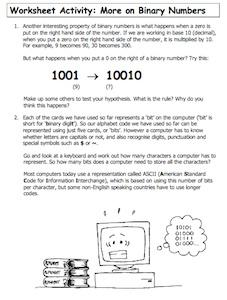 Worksheet Activity: More on Binary Numbers
1. Another interesting property of binary numbers is what happens when a zero is
put on the right hand side of the number. If we are working in base 10 (decimal),
when you put a zero on the right hand side of the number, it is multiplied by 10.
For example, 9 becomes 90, 30 becomes 300.
But what happens when you put a 0 on the right of a binary number? Try this:
1001 → 10010
(9) (?)
Make up some others to test your hypothesis. What is the rule? Why do you
think this happens?
2. Each of the cards we have used so far represents a 'bit' on the computer ('bit' is
short for 'binary digit'). So our alphabet code we have used so far can be
represented using just five cards, or 'bits'. However a computer has to know
whether letters are capitals or not, and also recognise digits, punctuation and
special symbols such as $ or ~.
Go and look at a keyboard and work out how many characters a computer has to
represent. So how many bits does a computer need to store all the characters?
Most computers today use a representation called ASCII (American Standard
Code for Information Interchange), which is based on using this number of bits
per character, but some non-English speaking countries have to use longer
codes.